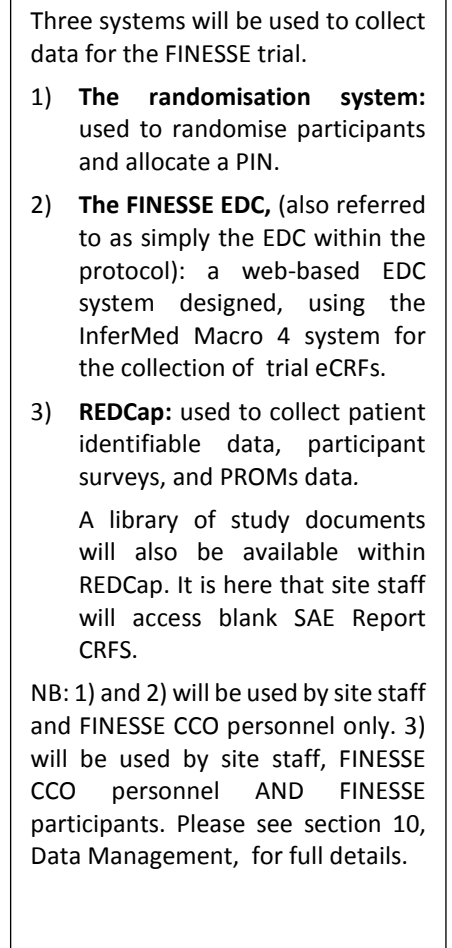 Three systems will be used to collect
data for the FINESSE trial.
1) The randomisation system:
used to randomise participants
and allocate a PIN.
2) The FINESSE EDC, (also referred
to as simply the EDC within the
protocol): a web-based EDC
system designed, using the
InferMed Macro 4 system for
the collection of trial eCRFs.
3) REDCap: used to collect patient
identifiable data, participant
surveys, and PROMs data.
A library of study documents
will also be available within
REDCap. It is here that site staff
will access blank SAE Report
CRFS.
NB: 1) and 2) will be used by site staff
and FINESSE CCO personnel only. 3)
will be used by site staff, FINESSE
CCO personnel AND FINESSE
participants. Please see section 10,
Data Management, for full details.